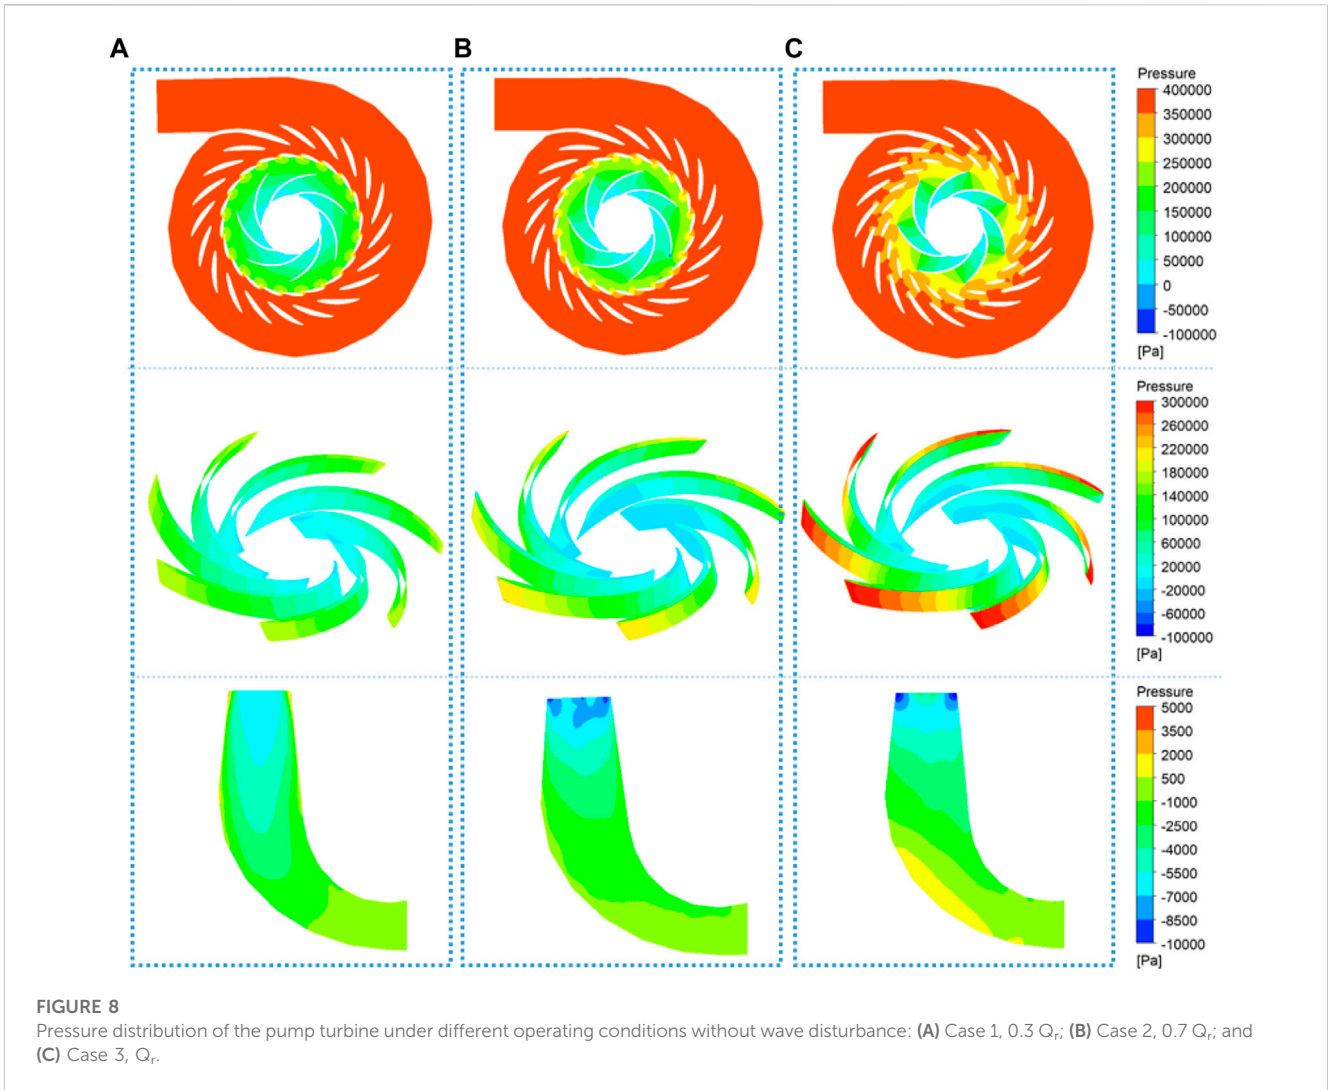 A
B
C
Pressure
400000
350000
300000
250000
200000
150000
100000
50000
0
-50000
-100000
[Pa]
Pressure
300000
260000
220000
180000
140000
100000
60000
20000
-20000
-60000
-100000
[Pa]
Pressure
5000
3500
2000
500
-1000
-2500
-4000
-5500
-7000
-8500
-10000
[Pa]
FIGURE 8
Pressure distribution of the pump turbine under different operating conditions without wave disturbance: (A) Case 1, 0.3 Qr; (B) Case 2, 0.7 Qr; and
(C) Case 3, Qr.